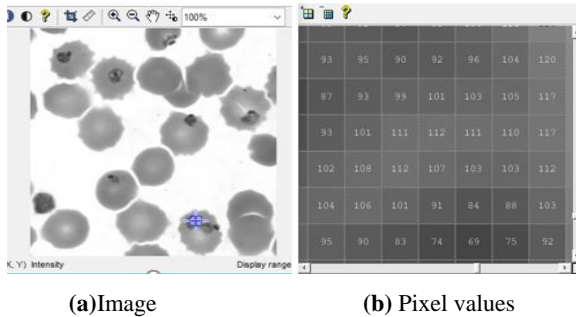 100%
X, Y) Intensity
Display range
93 95 90 92 96 104 120
87 93 99 101 103 105 117
93 101 111 112 111 110 117
102 109 112 107 103 103 112
104 106 101 91 84 88 103
95 90 83 74 69 75 92
(a)Image
(b) Pixel values